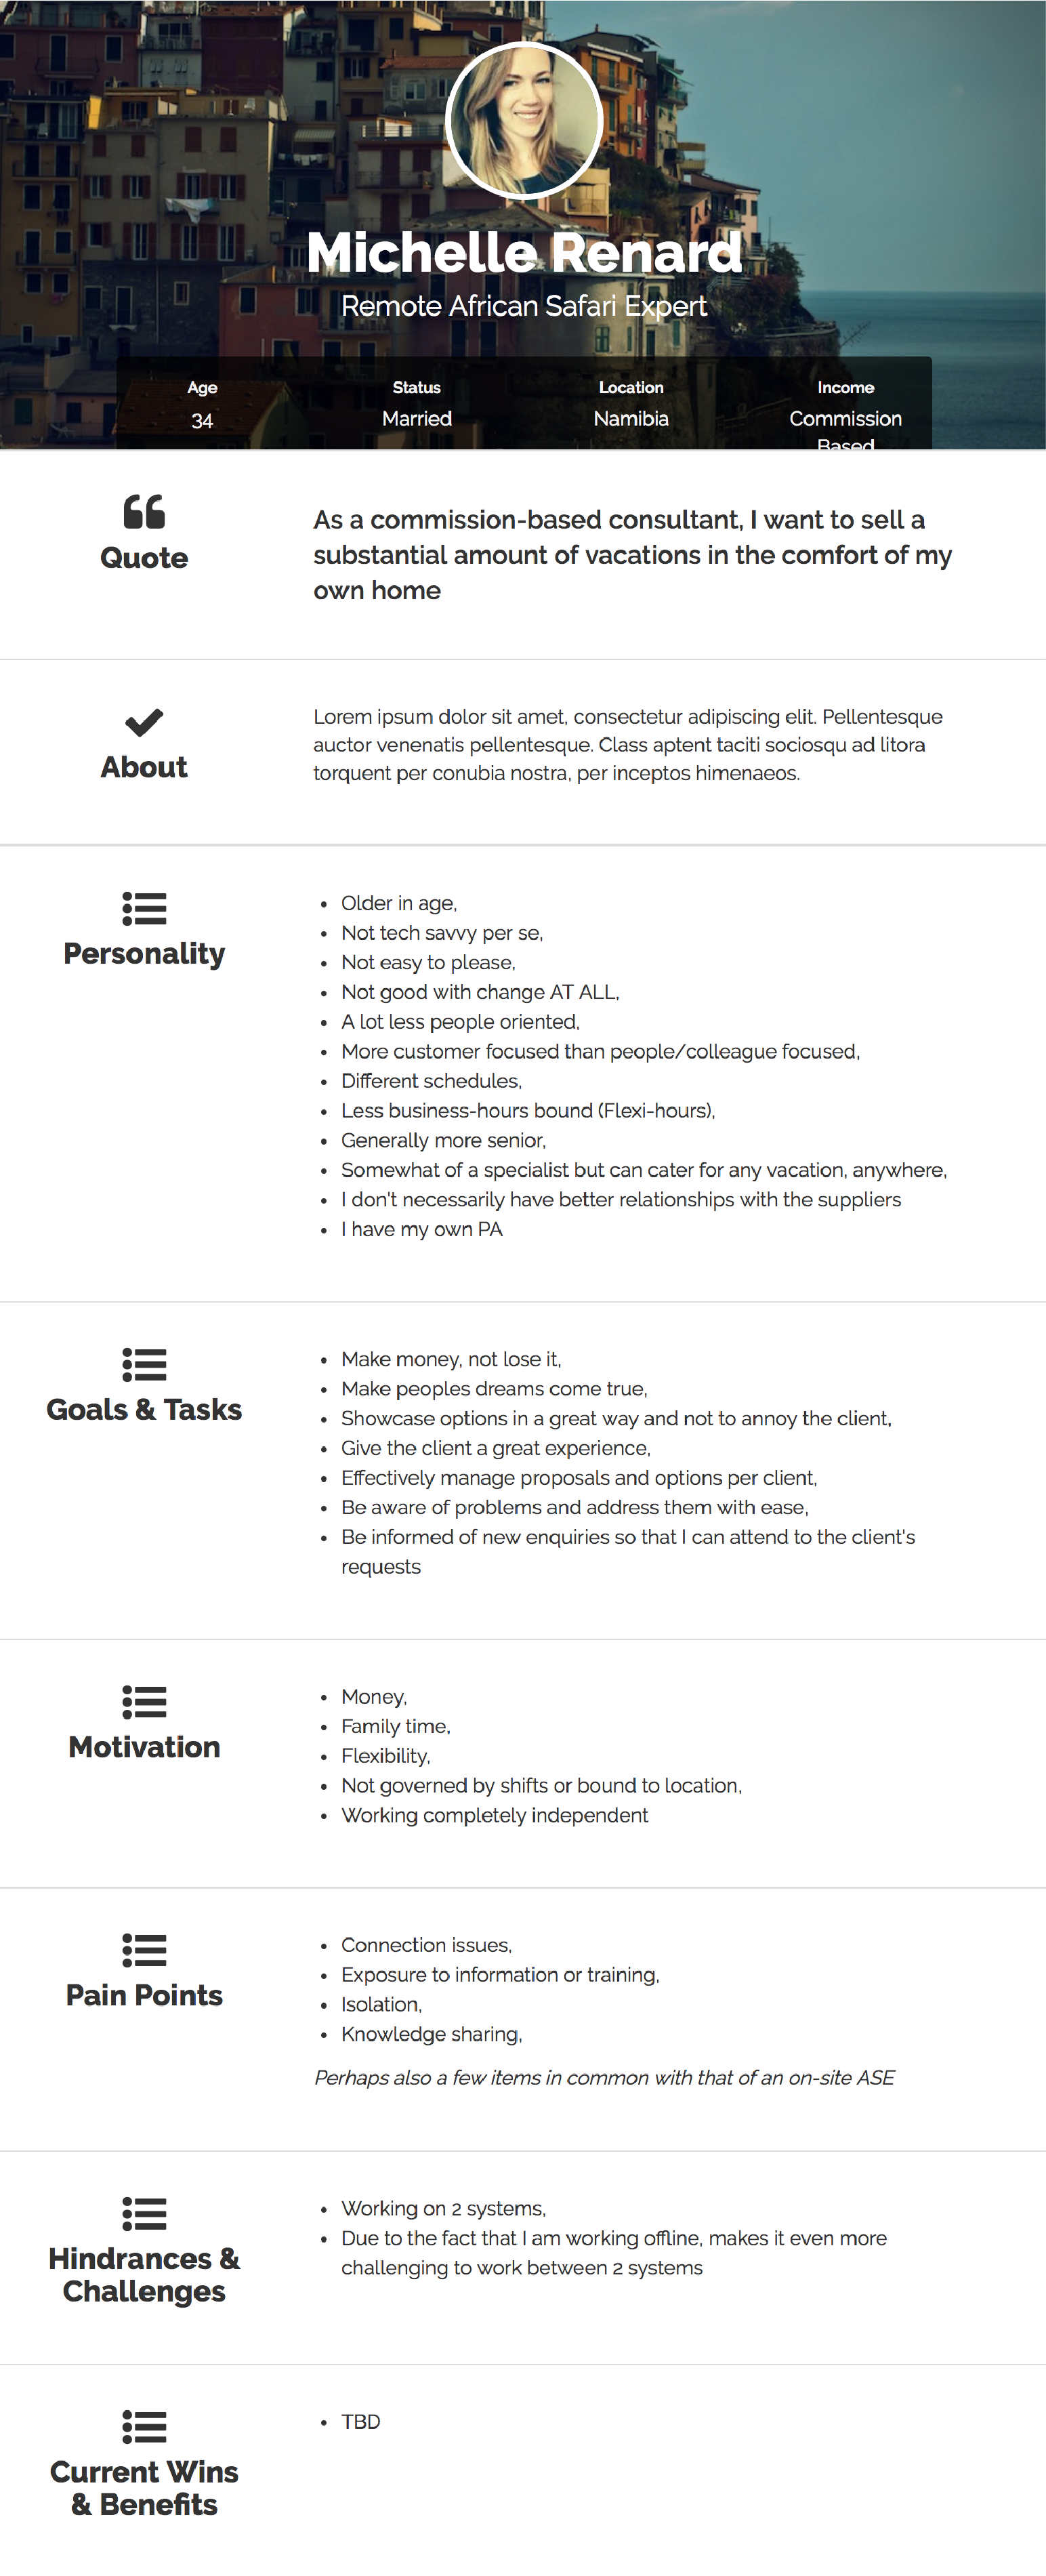 Michelle Renard
Remote African Safari Expert
Age
34
Status
Married
Location
Namibia
Income
Commission
Based
Quote
As a commission-based consultant, I want to sell a
substantial amount of vacations in the comfort of my
own home
About
Lorem ipsum dolor sit amet, consectetur adipiscing elit. Pellentesque
auctor venenatis pellentesque. Class aptent taciti sociosqu ad litora
torquent per conubia nostra, per inceptos himenaeos.
Personality
• Older in age,
• Not tech savvy per se,
• Not easy to please,
• Not good with change AT ALL,
• A lot less people oriented,
• More customer focused than people/colleague focused,
• Different schedules,
• Less business-hours bound (Flexi-hours),
• Generally more senior,
• Somewhat of a specialist but can cater for any vacation, anywhere,
• I don't necessarily have better relationships with the suppliers
• I have my own PA
Goals & Tasks
• Make money, not lose it,
• Make peoples dreams come true,
• Showcase options in a great way and not to annoy the client,
• Give the client a great experience,
• Effectively manage proposals and options per client,
• Be aware of problems and address them with ease,
• Be informed of new enquiries so that I can attend to the client's
requests
Motivation
• Money,
• Family time,
• Flexibility,
• Not governed by shifts or bound to location,
• Working completely independent
Pain Points
• Connection issues,
• Exposure to information or training,
• Isolation,
• Knowledge sharing,
Perhaps also a few items in common with that of an on-site ASE
Hindrances &
Challenges
• Working on 2 systems,
• Due to the fact that I am working offline, makes it even more
challenging to work between 2 systems
Current Wins
& Benefits
• TBD